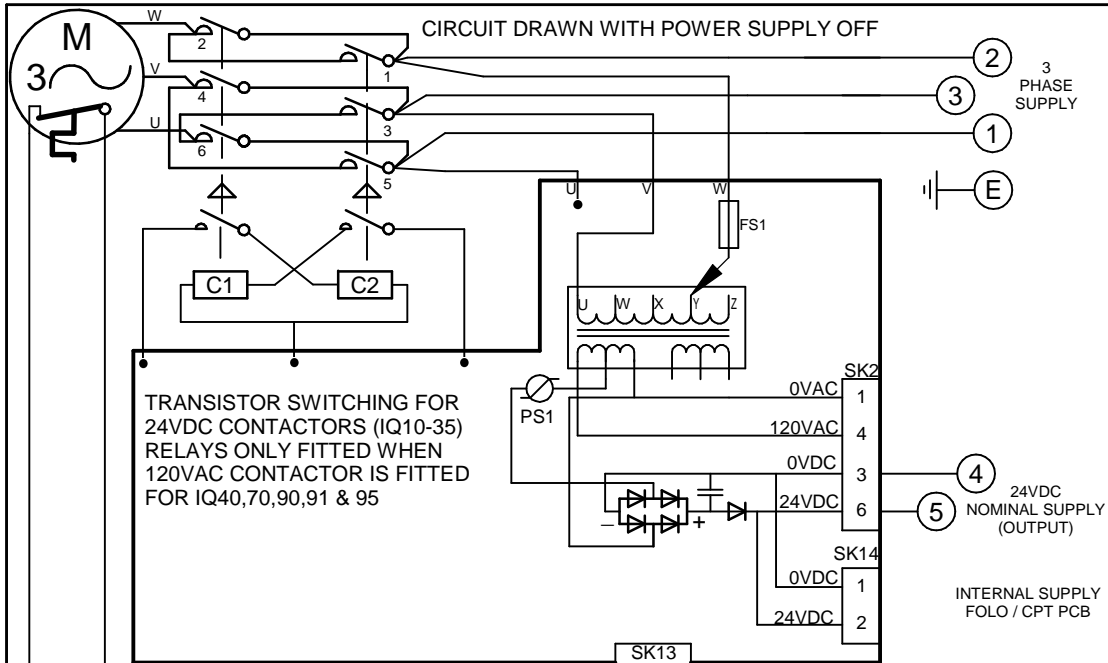 CIRCUIT DRAWN WITH POWER SUPPLY OFF
W
M
3
V
U
2
1
4
3
6
5
2
3
1
E
3
PHASE
SUPPLY
U
V
W
FS1
C1
C2
U
W
X
Y
Z
PS1
TRANSISTOR SWITCHING FOR
24VDC CONTACTORS (IQ10-35)
RELAYS ONLY FITTED WHEN
120VAC CONTACTOR IS FITTED
FOR IQ40,70,90,91 & 95
SK2
0VAC
1
120VAC
4
0VDC
3
24VDC
6
4
5
24VDC
NOMINAL SUPPLY
(OUTPUT)
–
+
SK14
0VDC
1
24VDC
2
INTERNAL SUPPLY
FOLO / CPT PCB
SK13